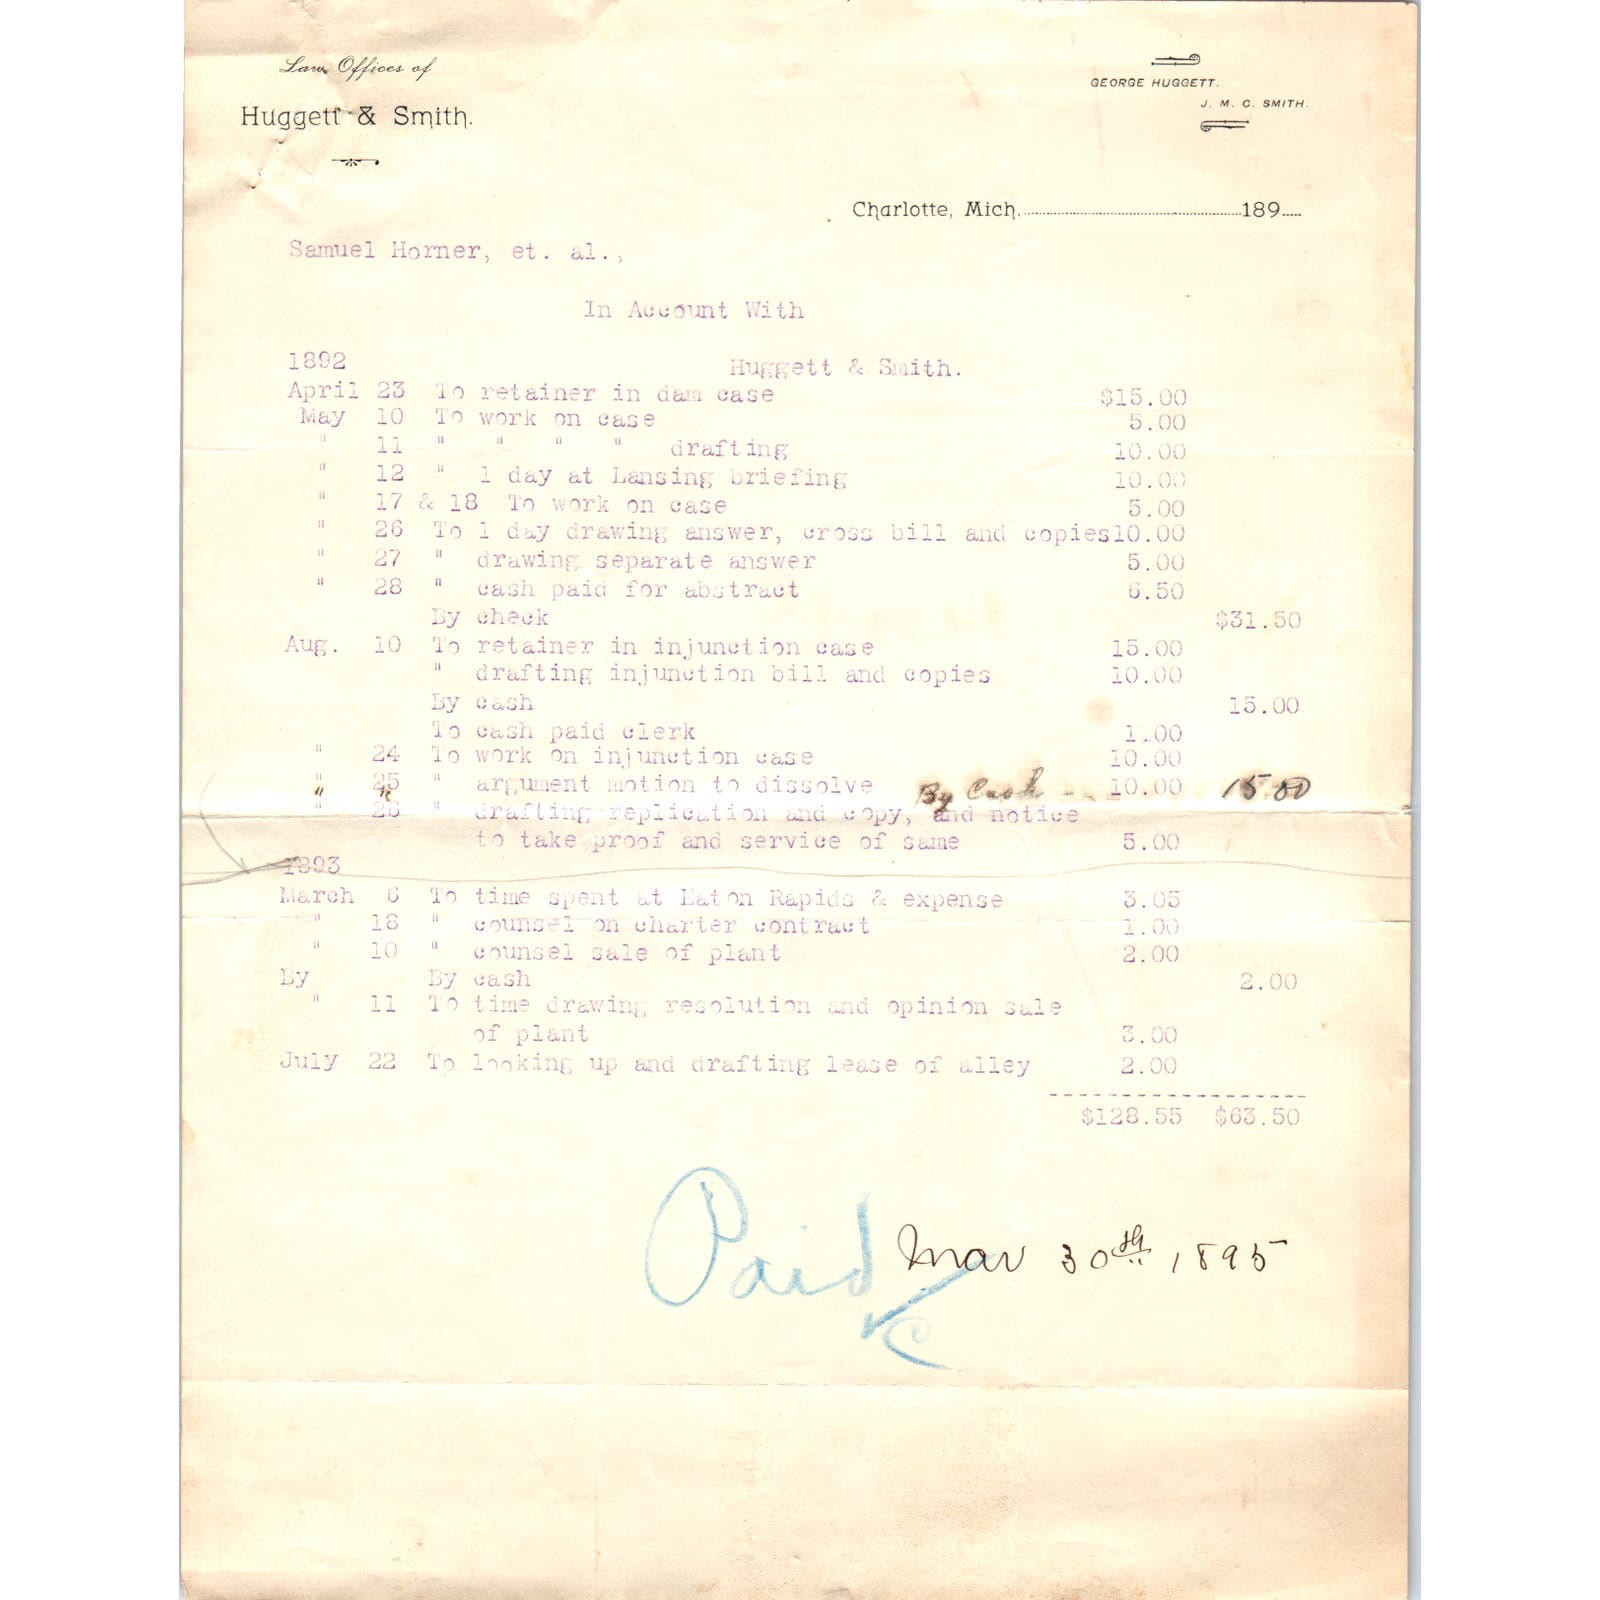 Law Offices of
Huggett & Smith.
GEORGE HUGGETT.
J. M. C. SMITH.
Charlotte, Mich. 189
Samuel Horner, et. al.,
In Account With
1892 Huggett & Smith.
April 23 To retainer in dam case $15.00
May 10 To work on case 5.00
" 11 " " " " drafting 10.00
" 12 " 1 day at Lansing briefing 10.00
" 17 & 18 To work on case 5.00
" 26 To 1 day drawing answer, cross bill and copies10.00
" 27 " drawing separate answer 5.00
" 28 " cash paid for abstract 6.50
By check $31.50
Aug. 10 To retainer in injunction case 15.00
" drafting injunction bill and copies 10.00
By cash 15.00
To cash paid clerk 1.00
" 24 To work on injunction case 10.00
" 25 " argument motion to dissolve By Cash 10.00 15.00
" " 
" 26 " drafting replication and copy, and notice
to take proof and service of same 5.00
1893
March 6 To time spent at Eaton Rapids & expense 3.05
" 18 " counsel on charter contract 1.00
" 10 " counsel sale of plant 2.00
By By cash 2.00
" 11 To time drawing resolution and opinion sale
of plant 3.00
July 22 To looking up and drafting lease of alley 2.00
$128.55 $63.50
Paid Mar 30th 1895